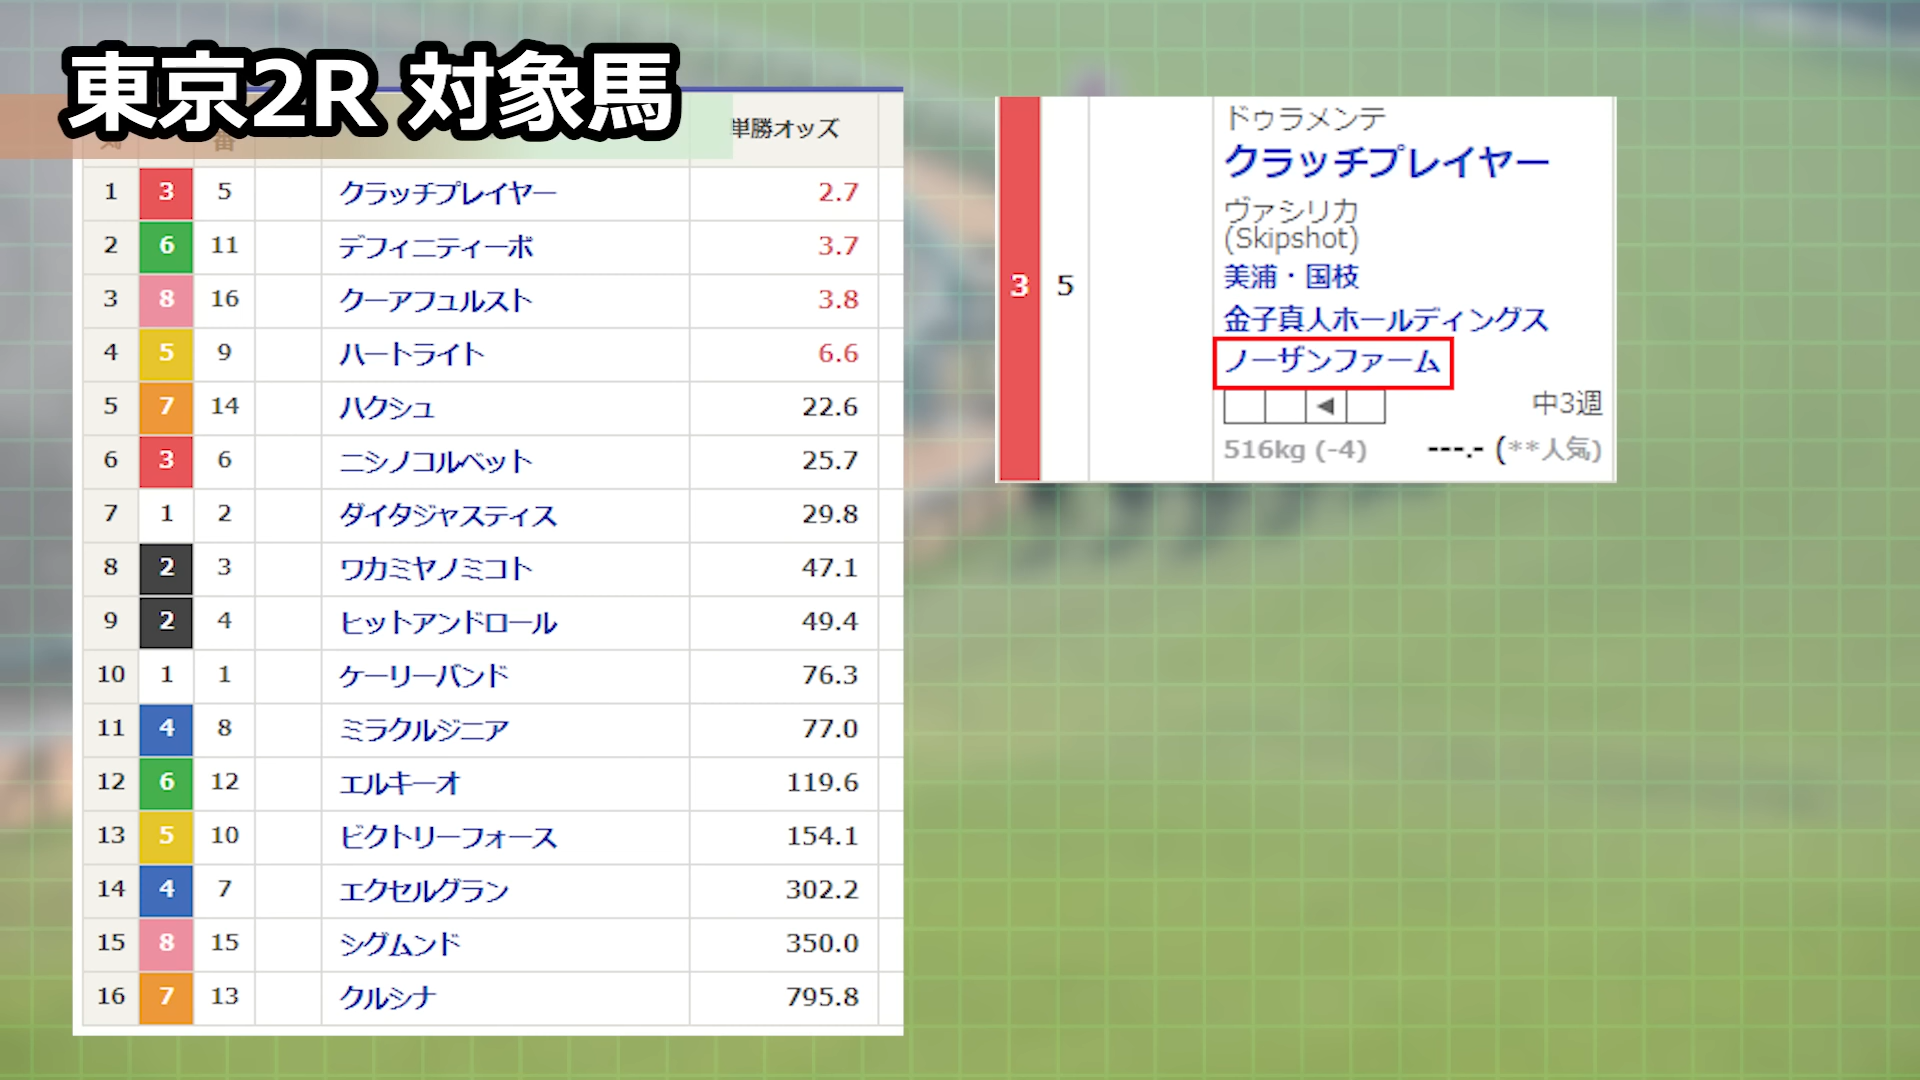 東京2R 対象馬
単勝オッズ
1 3 5 クラッチプレイヤー 2.7
2 6 11 デフィニティーボ 3.7
3 8 16 クーアフュルスト 3.8
4 5 9 ハートライト 6.6
5 7 14 ハクシュ 22.6
6 3 6 ニシノコルベット 25.7
7 1 2 ダイタジャスティス 29.8
8 2 3 ワカミヤノミコト 47.1
9 2 4 ヒットアンドロール 49.4
10 1 1 ケーリーバンド 76.3
11 4 8 ミラクルジニア 77.0
12 6 12 エルキーオ 119.6
13 5 10 ビクトリーフォース 154.1
14 4 7 エクセルグラン 302.2
15 8 15 シグムンド 350.0
16 7 13 クルシナ 795.8
ドゥラメンテ
クラッチプレイヤー
ヴァシリカ
(Skipshot)
美浦・国枝
3 5
金子真人ホールディングス
ノーザンファーム
◀ 中3週
516kg (-4) ---.- (**人気)